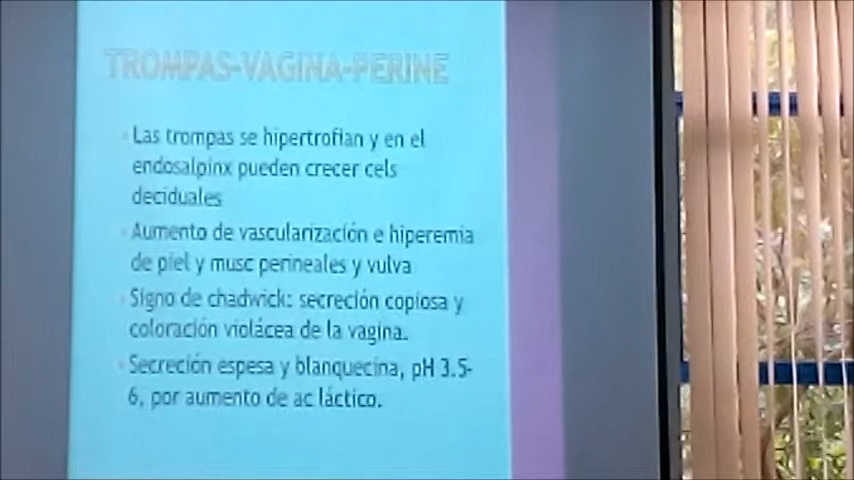 TROMPAS-VAGINA-PERINE
Las trompas se hipertrofian y en el
endosalpinx pueden crecer cels
deciduales
Aumento de vascularización e hiperemia
de piel y musc perineales y vulva
Signo de chadwick: secreción copiosa y
coloración violácea de la vagina.
Secreción espesa y blanquecina, pH 3.5-
6, por aumento de ac láctico.